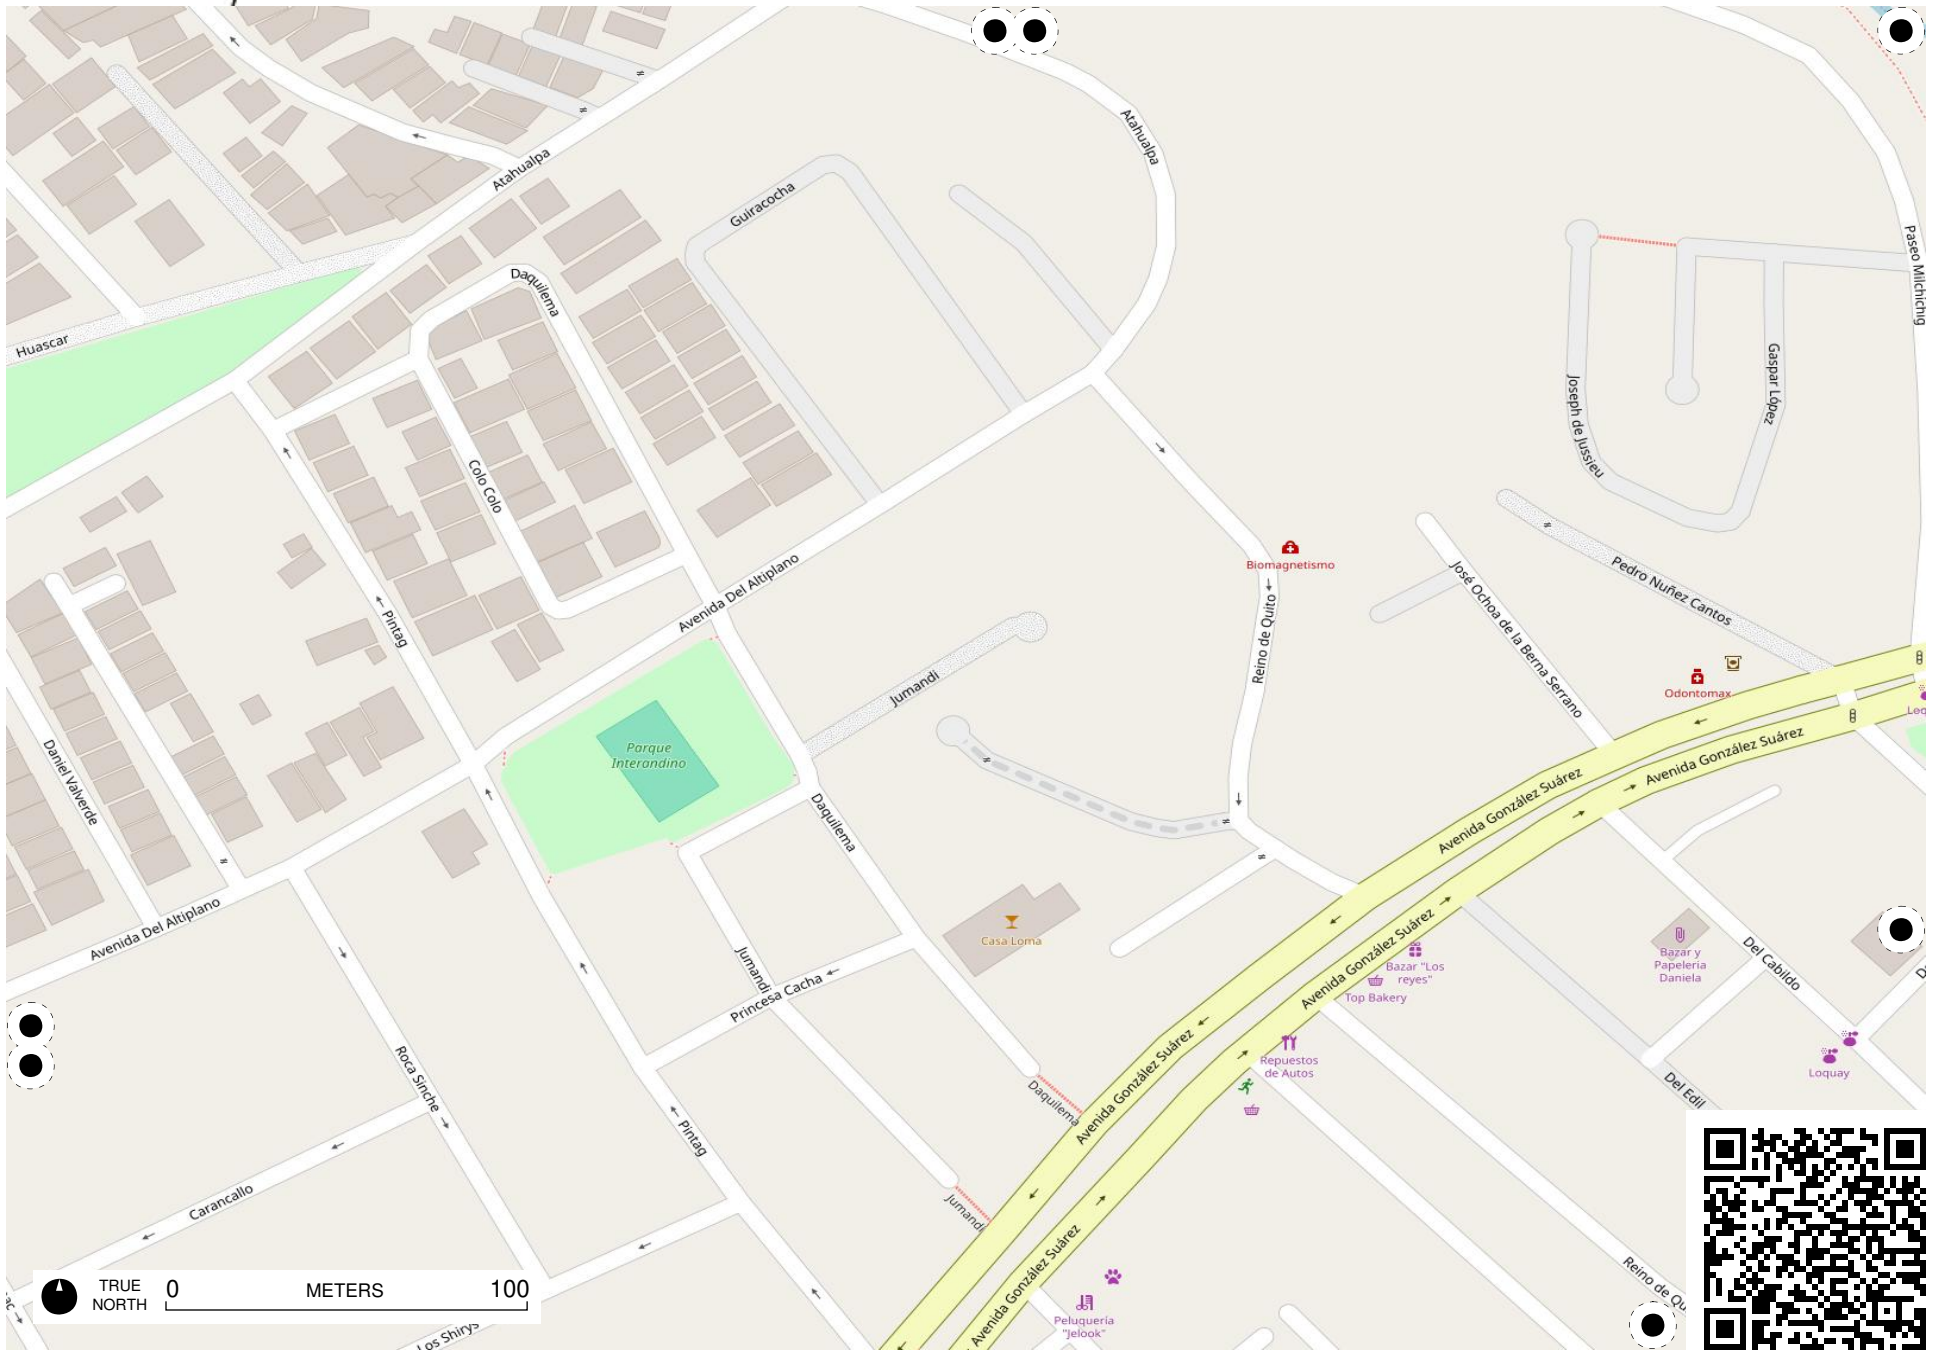 Atahualpa
Atahualpa
Guiracocha
Daquilema
Huascar
Paseo Milchichig
Gaspar López
Joseph de Jussieu
Colo Colo
Biomagnetismo
Avenida Del Altiplano
Pintag
Reino de Quito
José Ochoa de la Berna Serrano
Pedro Nuñez Cantos
Odontomax
Jumandi
Parque
Interandino
Daniel Valverde
Daquilema
Avenida González Suárez
Avenida González Suárez
Avenida Del Altiplano
Casa Loma
Jumandi
Princesa Cacha
Avenida González Suárez
Bazar "Los
reyes"
Top Bakery
Bazar y
Papeleria
Daniela
Del Cabildo
Roca Sinche
Avenida González Suárez
Repuestos
de Autos
Loquay
Daquilema
Del Edil
Pintag
Carancallo
Jumandi
Avenida González Suárez
Reino de Qu
Peluquería
"Jelook"
Los Shirys
TRUE
NORTH
0 METERS 100